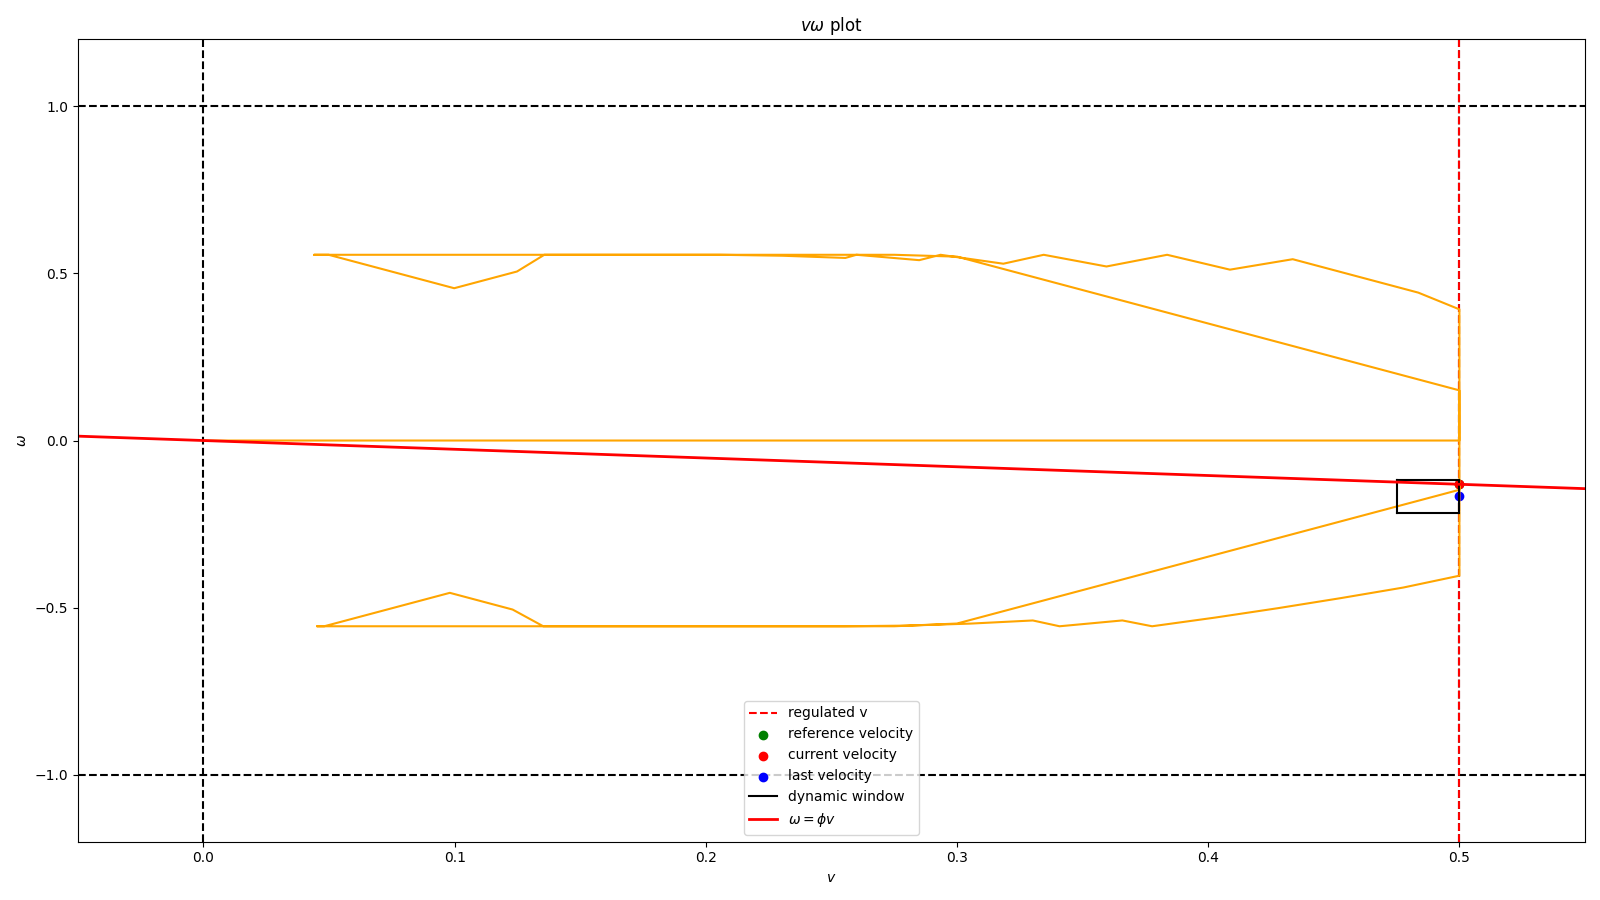 vω plot
1.0
0.5
0.0
−0.5
−1.0
ω
0.0 0.1 0.2 0.3 0.4 0.5
v
regulated v
reference velocity
current velocity
last velocity
dynamic window
ω = ϕv